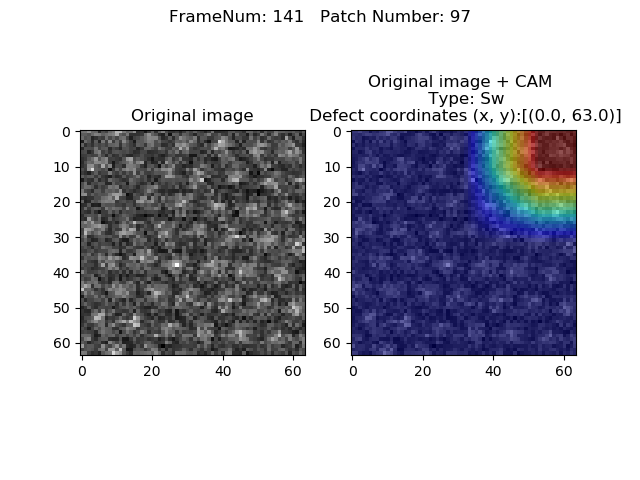 FrameNum: 141   Patch Number: 97
Original image
Original image + CAM
Type: Sw
Defect coordinates (x, y):[(0.0, 63.0)]
0
10
20
30
40
50
60
0 20 40 60
0
10
20
30
40
50
60
0 20 40 60